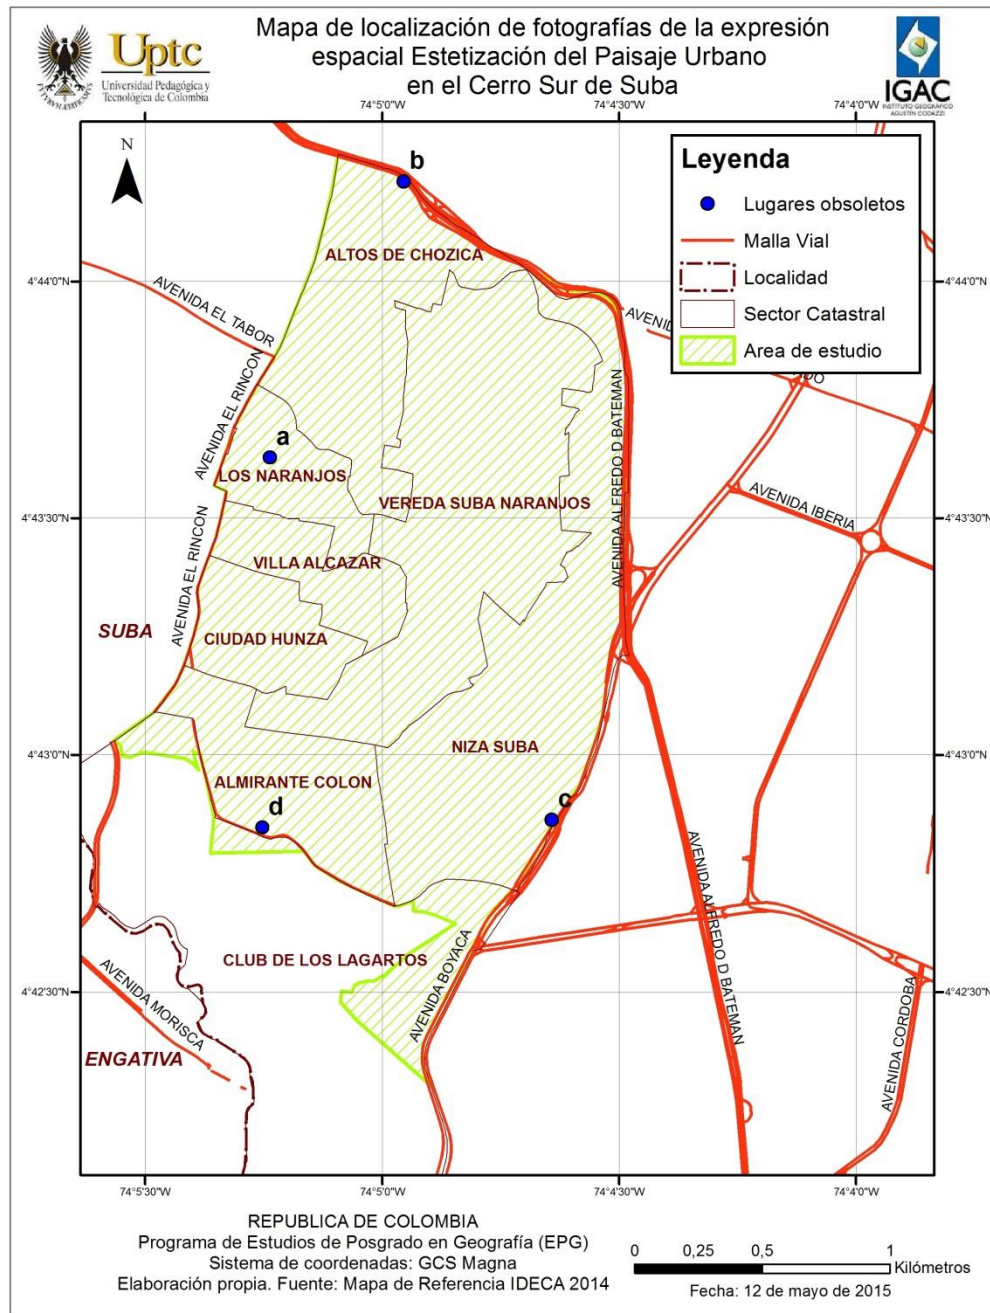 Mapa de localización de fotografías de la expresión
espacial Estetización del Paisaje Urbano
en el Cerro Sur de Suba
Uptc
Universidad Pedagógica y
Tecnológica de Colombia
IGAC
INSTITUTO GEOGRÁFICO
AGUSTÍN CODAZZI
74°5'0"W
74°4'30"W
74°4'0"W
N
Leyenda
Lugares obsoletos
Malla Vial
Localidad
Sector Catastral
Area de estudio
b
ALTOS DE CHOZICA
4°44'0"N
4°44'0"N
AVENIDA EL TABOR
AVENIDA
DO
AVENIDA EL RINCON
a
LOS NARANJOS
VEREDA SUBA NARANJOS
AVENIDA ALFREDO D BATEMAN
AVENIDA IBERIA
4°43'30"N
4°43'30"N
VILLA ALCAZAR
AVENIDA EL RINCON
SUBA
CIUDAD HUNZA
NIZA SUBA
4°43'0"N
4°43'0"N
ALMIRANTE COLON
d
c
AVENIDA ALFREDO D BATEMAN
CLUB DE LOS LAGARTOS
AVENIDA BOYACA
4°42'30"N
4°42'30"N
AVENIDA MORISCA
AVENIDA CORDOBA
ENGATIVA
74°5'30"W
74°5'0"W
74°4'30"W
74°4'0"W
REPUBLICA DE COLOMBIA
Programa de Estudios de Posgrado en Geografía (EPG)
Sistema de coordenadas: GCS Magna
Elaboración propia. Fuente: Mapa de Referencia IDECA 2014
0 0,25 0,5 1
Kilómetros
Fecha: 12 de mayo de 2015